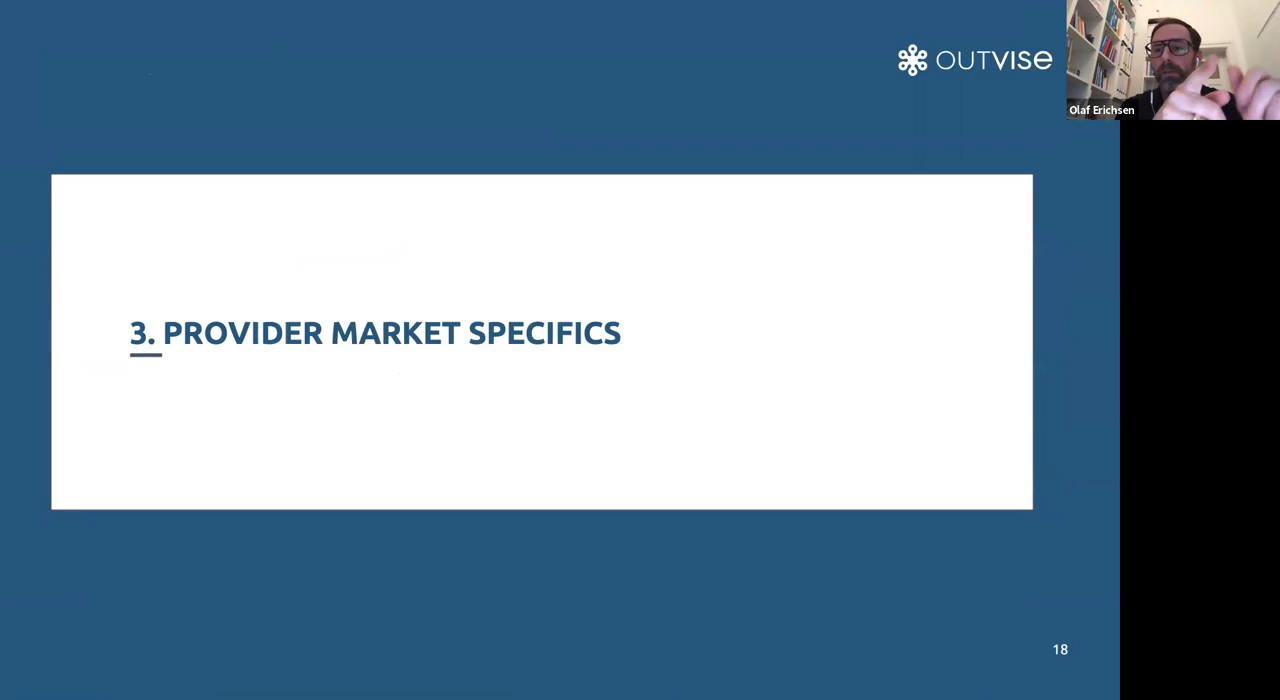 OUTVISE
Olaf Erichsen
3. PROVIDER MARKET SPECIFICS
18